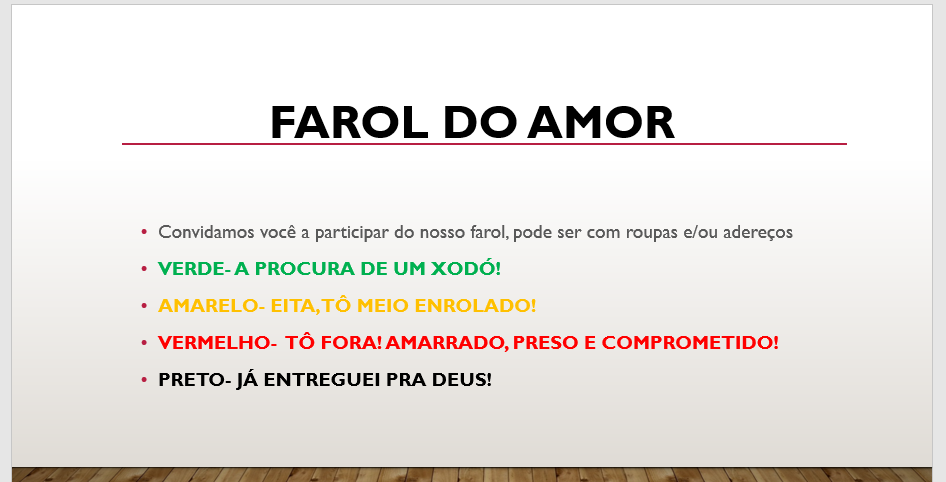 FAROL DO AMOR
• Convidamos você a participar do nosso farol, pode ser com roupas e/ou adereços
• VERDE- A PROCURA DE UM XODÓ!
• AMARELO- EITA, TÔ MEIO ENROLADO!
• VERMELHO-  TÔ FORA! AMARRADO, PRESO E COMPROMETIDO!
• PRETO- JÁ ENTREGUEI PRA DEUS!